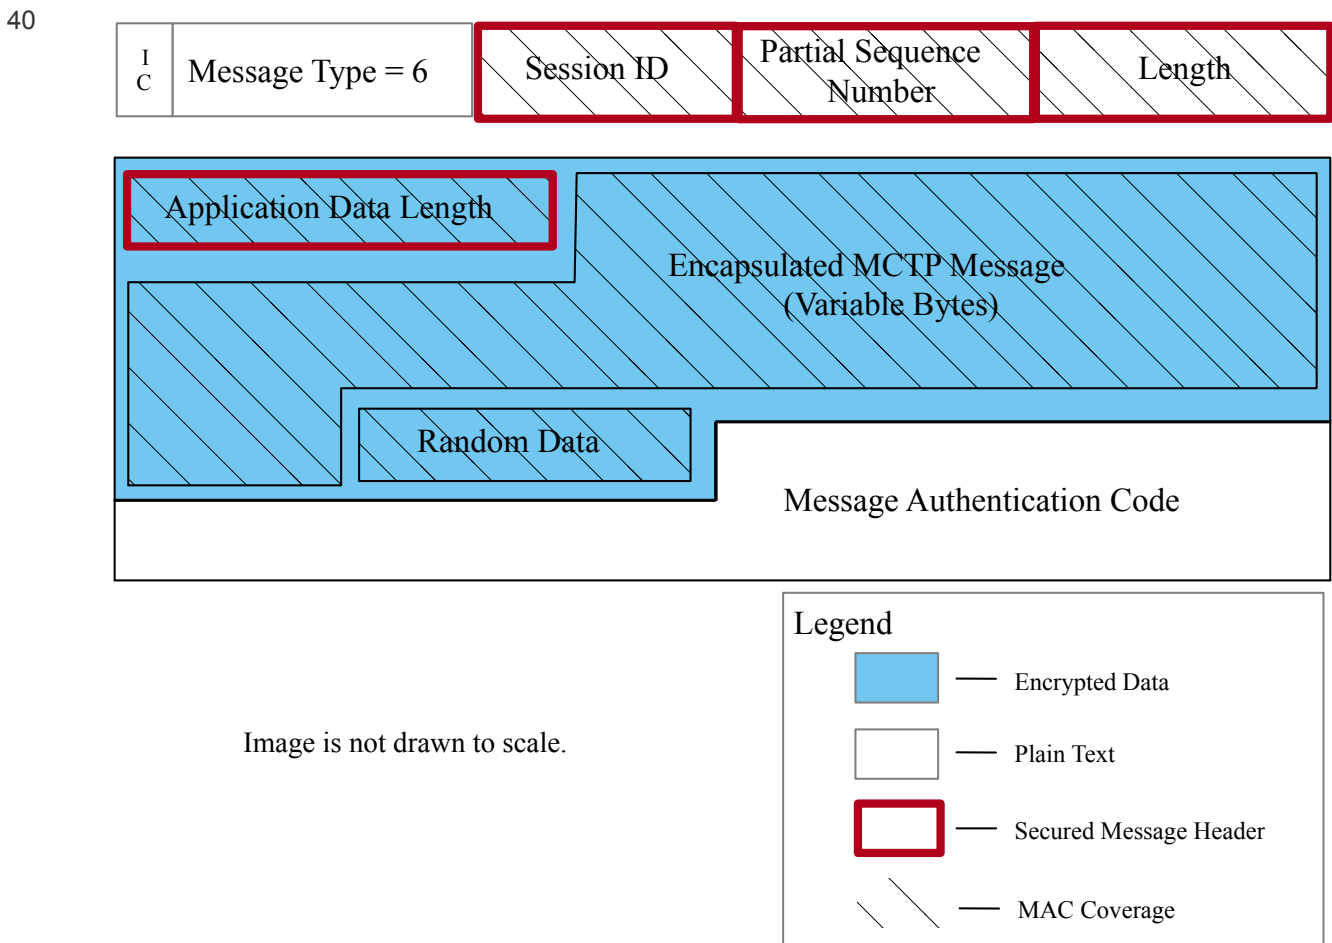 40
I
C
Message Type = 6
Session ID
Partial Sequence
Number
Length
Application Data Length
Encapsulated MCTP Message
(Variable Bytes)
Random Data
Message Authentication Code
Legend
Encrypted Data
Image is not drawn to scale.
Plain Text
Secured Message Header
MAC Coverage